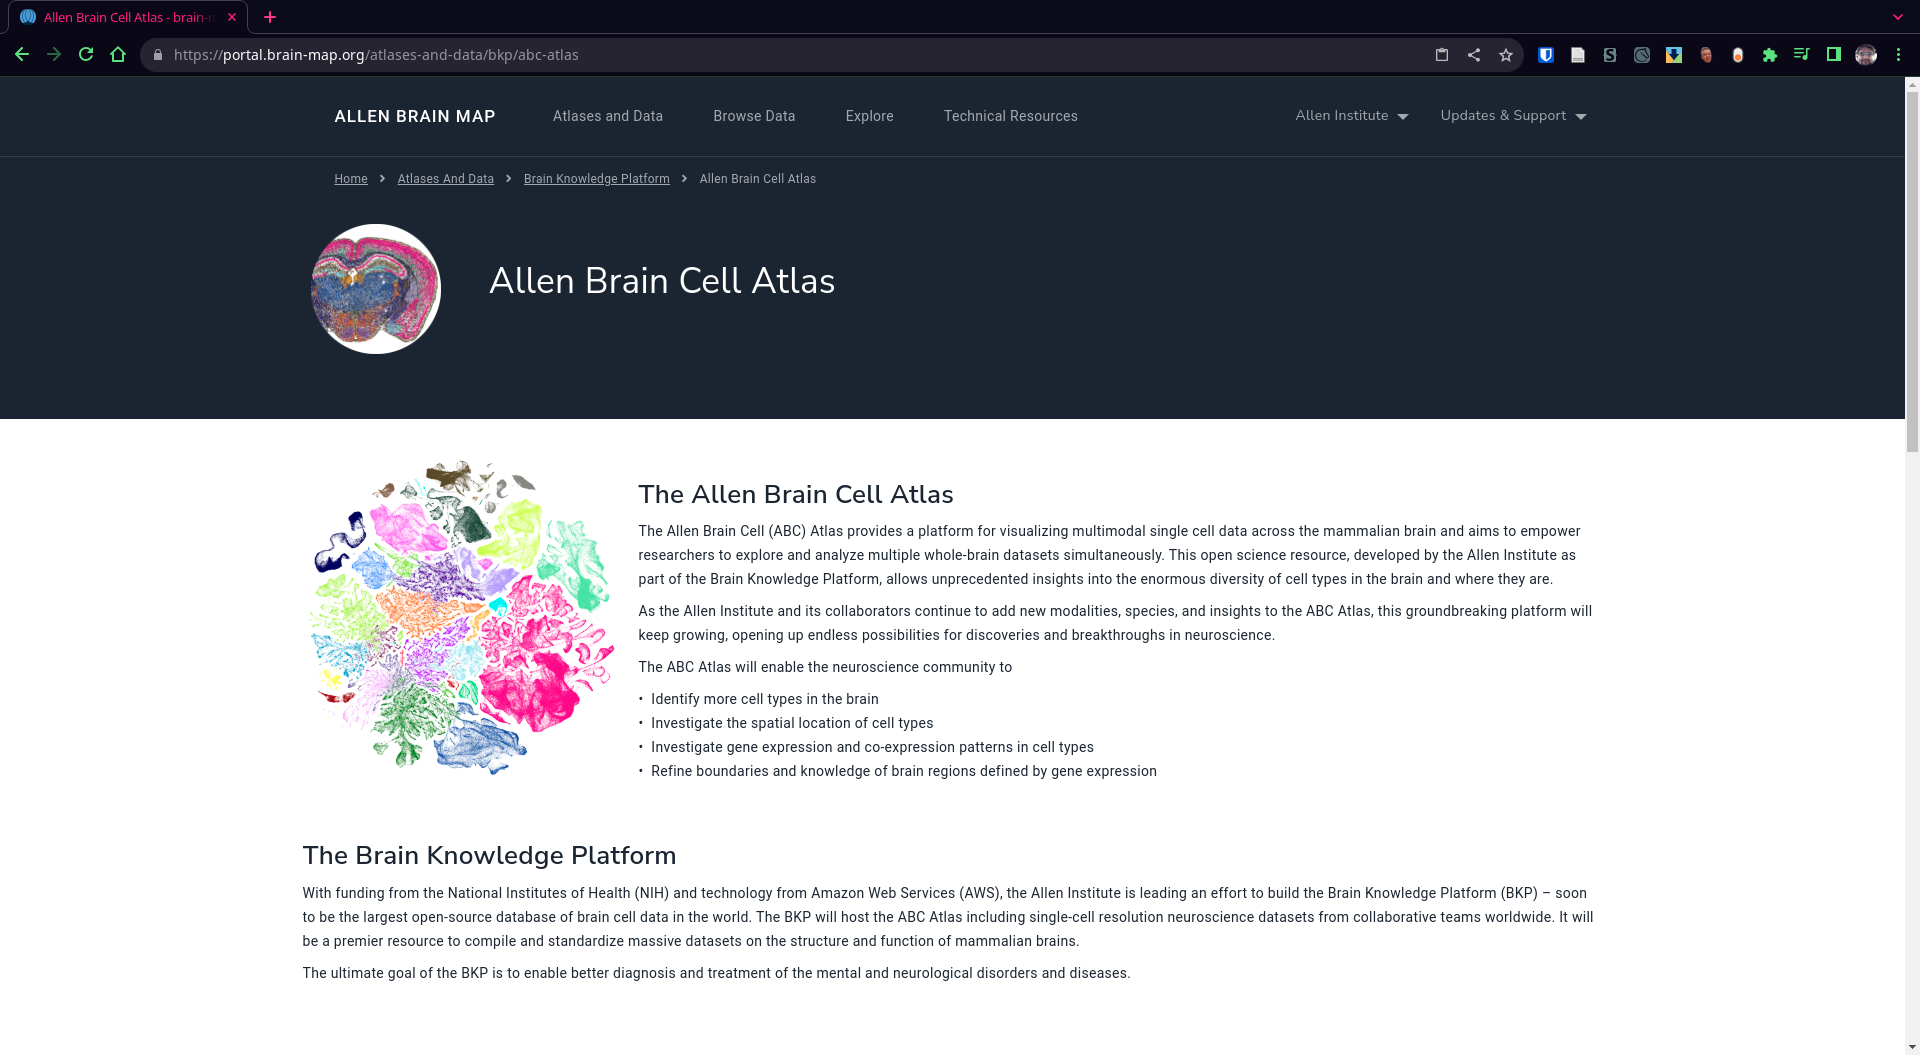 Allen Brain Cell Atlas - brain-
https://portal.brain-map.org/atlases-and-data/bkp/abc-atlas
ALLEN BRAIN MAP
Atlases and Data
Browse Data
Explore
Technical Resources
Allen Institute
Updates & Support
Home > Atlases And Data > Brain Knowledge Platform > Allen Brain Cell Atlas
Allen Brain Cell Atlas
The Allen Brain Cell Atlas
The Allen Brain Cell (ABC) Atlas provides a platform for visualizing multimodal single cell data across the mammalian brain and aims to empower
researchers to explore and analyze multiple whole-brain datasets simultaneously. This open science resource, developed by the Allen Institute as
part of the Brain Knowledge Platform, allows unprecedented insights into the enormous diversity of cell types in the brain and where they are.
As the Allen Institute and its collaborators continue to add new modalities, species, and insights to the ABC Atlas, this groundbreaking platform will
keep growing, opening up endless possibilities for discoveries and breakthroughs in neuroscience.
The ABC Atlas will enable the neuroscience community to
• Identify more cell types in the brain
• Investigate the spatial location of cell types
• Investigate gene expression and co-expression patterns in cell types
• Refine boundaries and knowledge of brain regions defined by gene expression
The Brain Knowledge Platform
With funding from the National Institutes of Health (NIH) and technology from Amazon Web Services (AWS), the Allen Institute is leading an effort to build the Brain Knowledge Platform (BKP) – soon
to be the largest open-source database of brain cell data in the world. The BKP will host the ABC Atlas including single-cell resolution neuroscience datasets from collaborative teams worldwide. It will
be a premier resource to compile and standardize massive datasets on the structure and function of mammalian brains.
The ultimate goal of the BKP is to enable better diagnosis and treatment of the mental and neurological disorders and diseases.